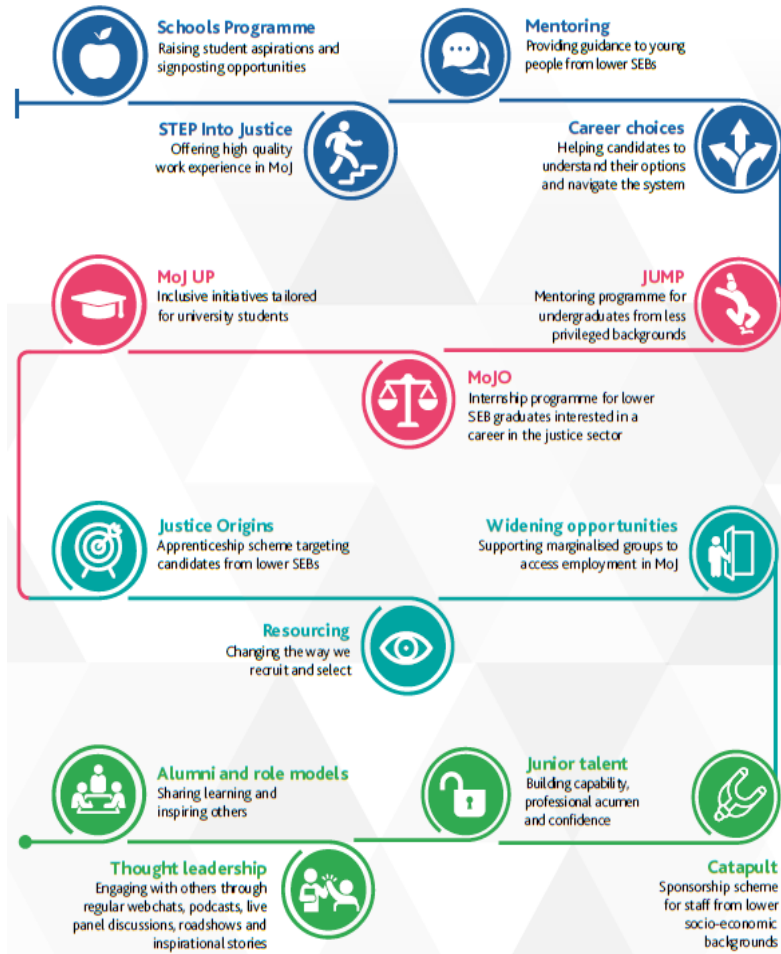 Schools Programme
Raising student aspirations and
signposting opportunities
Mentoring
Providing guidance to young
people from lower SEBs
STEP Into Justice
Offering high quality
work experience in MoJ
Career choices
Helping candidates to
understand their options
and navigate the system
MoJ UP
Inclusive initiatives tailored
for university students
JUMP
Mentoring programme for
undergraduates from less
privileged backgrounds
MoJO
Internship programme for lower
SEB graduates interested in a
career in the justice sector
Justice Origins
Apprenticeship scheme targeting
candidates from lower SEBs
Widening opportunities
Supporting marginalised groups to
access employment in MoJ
Resourcing
Changing the way we
recruit and select
Alumni and role models
Sharing learning and
inspiring others
Junior talent
Building capability,
professional acumen
and confidence
Thought leadership
Engaging with others through
regular webchats, podcasts, live
panel discussions, roadshows and
inspirational stories
Catapult
Sponsorship scheme
for staff from lower
socio-economic
backgrounds